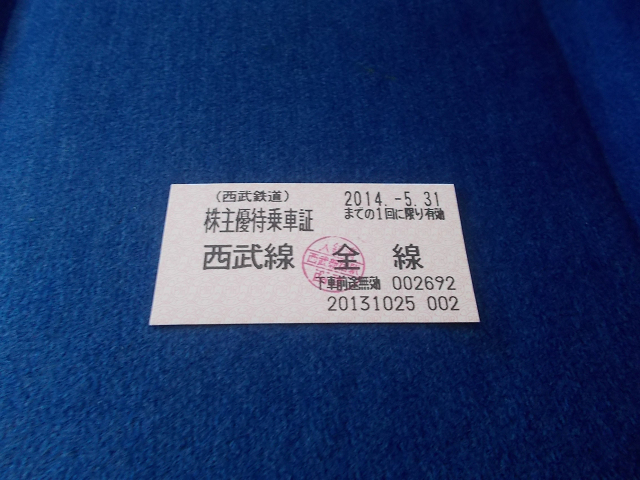 (西武鉄道)
株主優待乗車証
2014.-5.31
までの1回に限り有効
西武線 全線
下車前途無効 002692
20131025 002